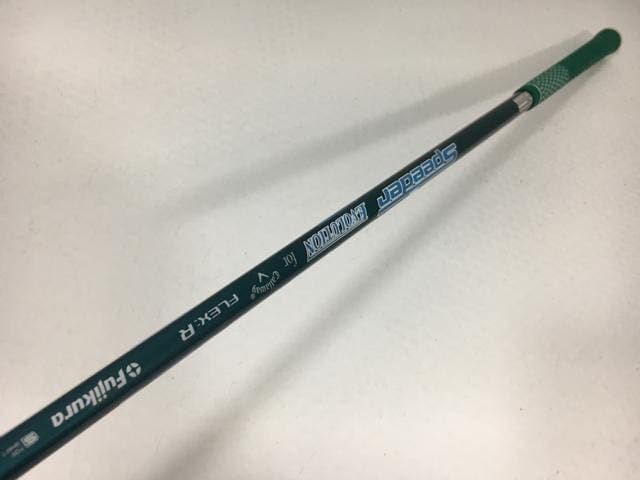 Speeder
EVOLUTION
for
Callaway
FLEX:R
Fujikura